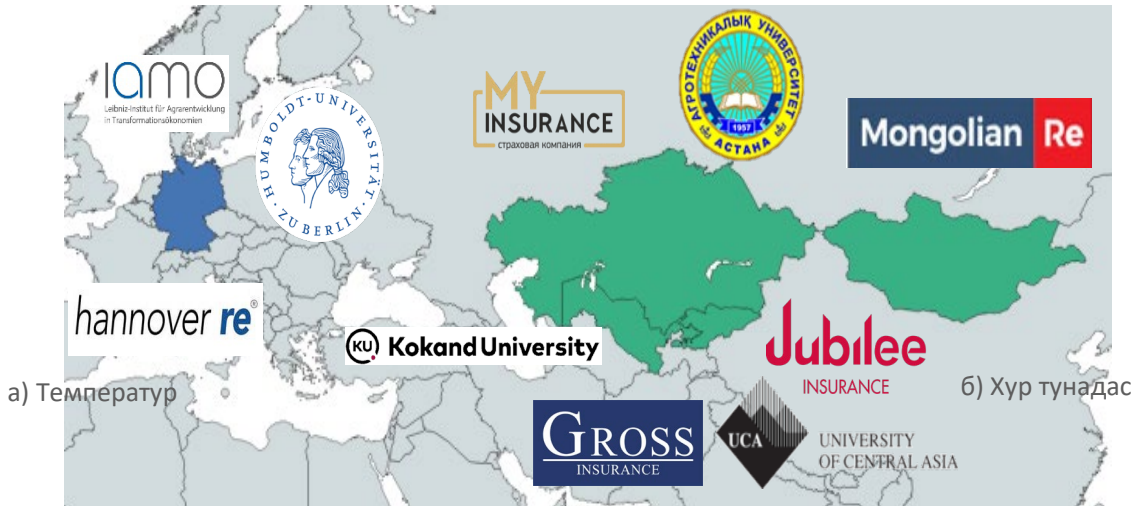 iamo
Leibniz-Institut für Agrarentwicklung
in Transformationsökonomien
HUMBOLDT-UNIVERSITÄT
ZU BERLIN
MY
INSURANCE
страховая компания
АГРОТЕХНИКАЛЫҚ УНИВЕРСИТЕТ
1957
АСТАНА
Mongolian Re
hannover re®
KU Kokand University
Jubilee
INSURANCE
а) Температур
б) Хур тунадас
GROSS
INSURANCE
UCA
UNIVERSITY
OF CENTRAL ASIA